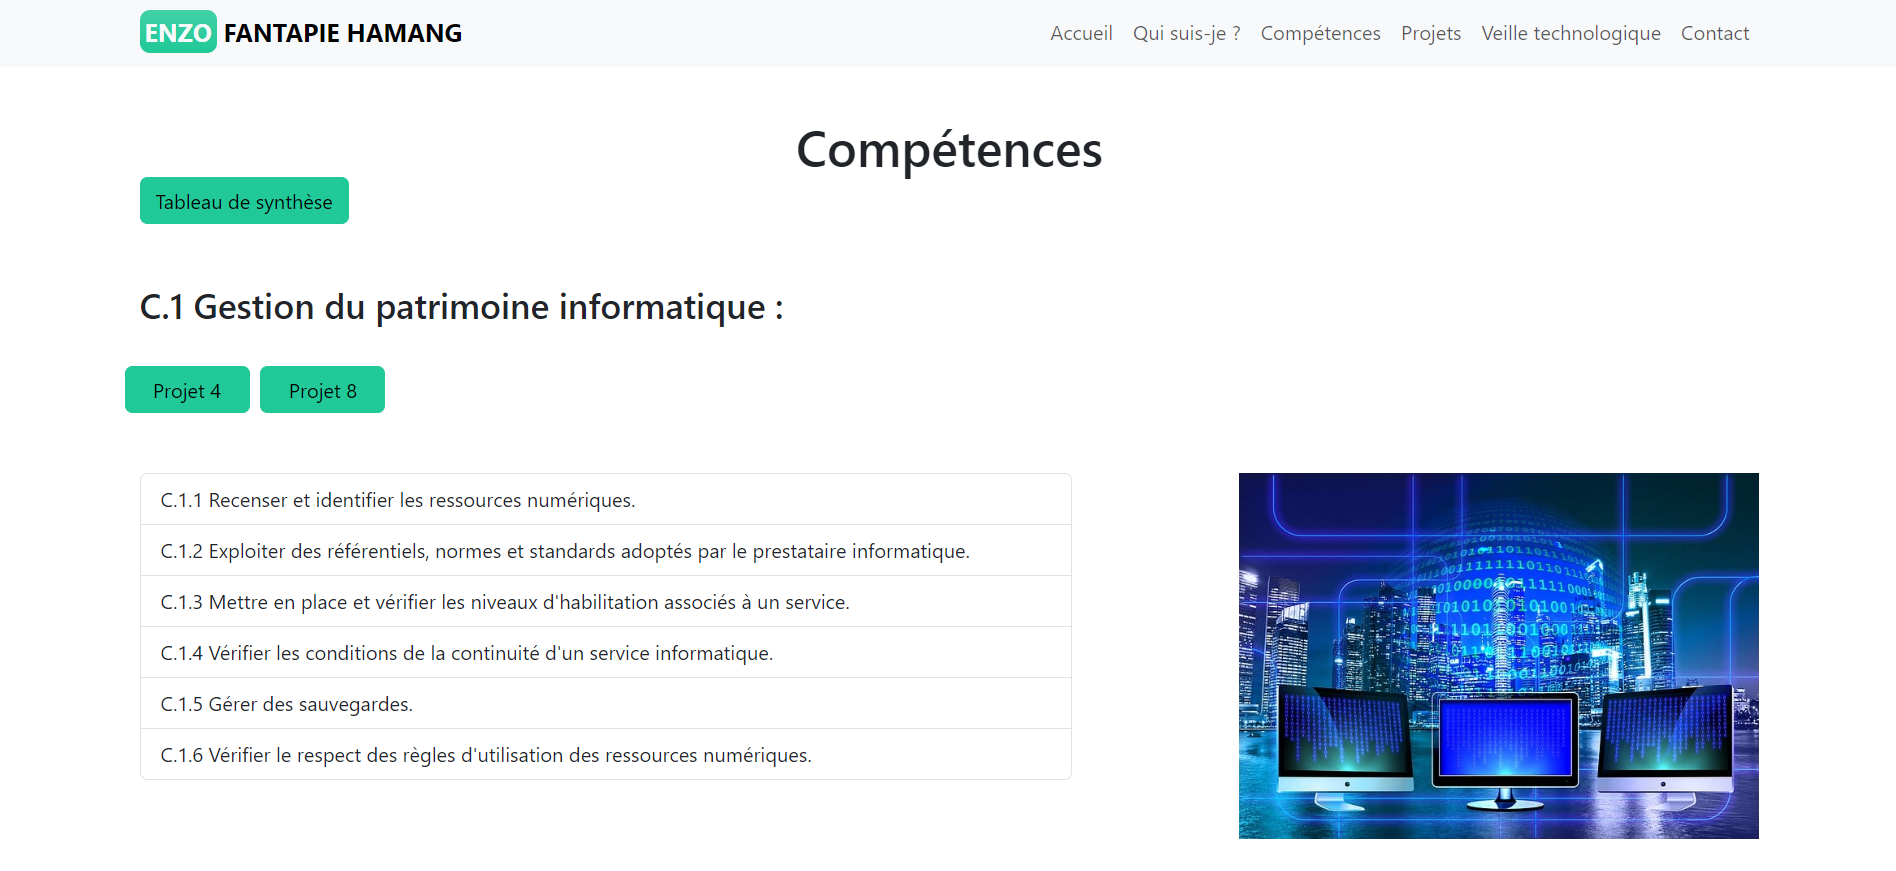 ENZO FANTAPIE HAMANG
Accueil Qui suis-je ? Compétences Projets Veille technologique Contact
Compétences
Tableau de synthèse
C.1 Gestion du patrimoine informatique :
Projet 4 Projet 8
C.1.1 Recenser et identifier les ressources numériques.
C.1.2 Exploiter des référentiels, normes et standards adoptés par le prestataire informatique.
C.1.3 Mettre en place et vérifier les niveaux d'habilitation associés à un service.
C.1.4 Vérifier les conditions de la continuité d'un service informatique.
C.1.5 Gérer des sauvegardes.
C.1.6 Vérifier le respect des règles d'utilisation des ressources numériques.